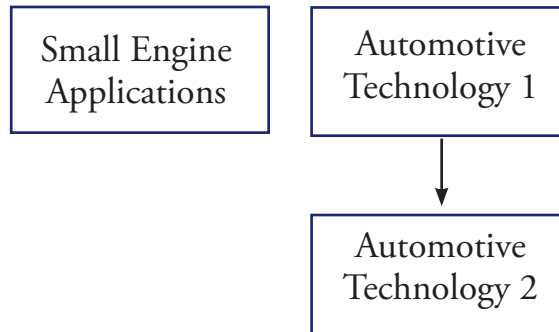 Small Engine
Applications
Automotive
Technology 1
Automotive
Technology 2